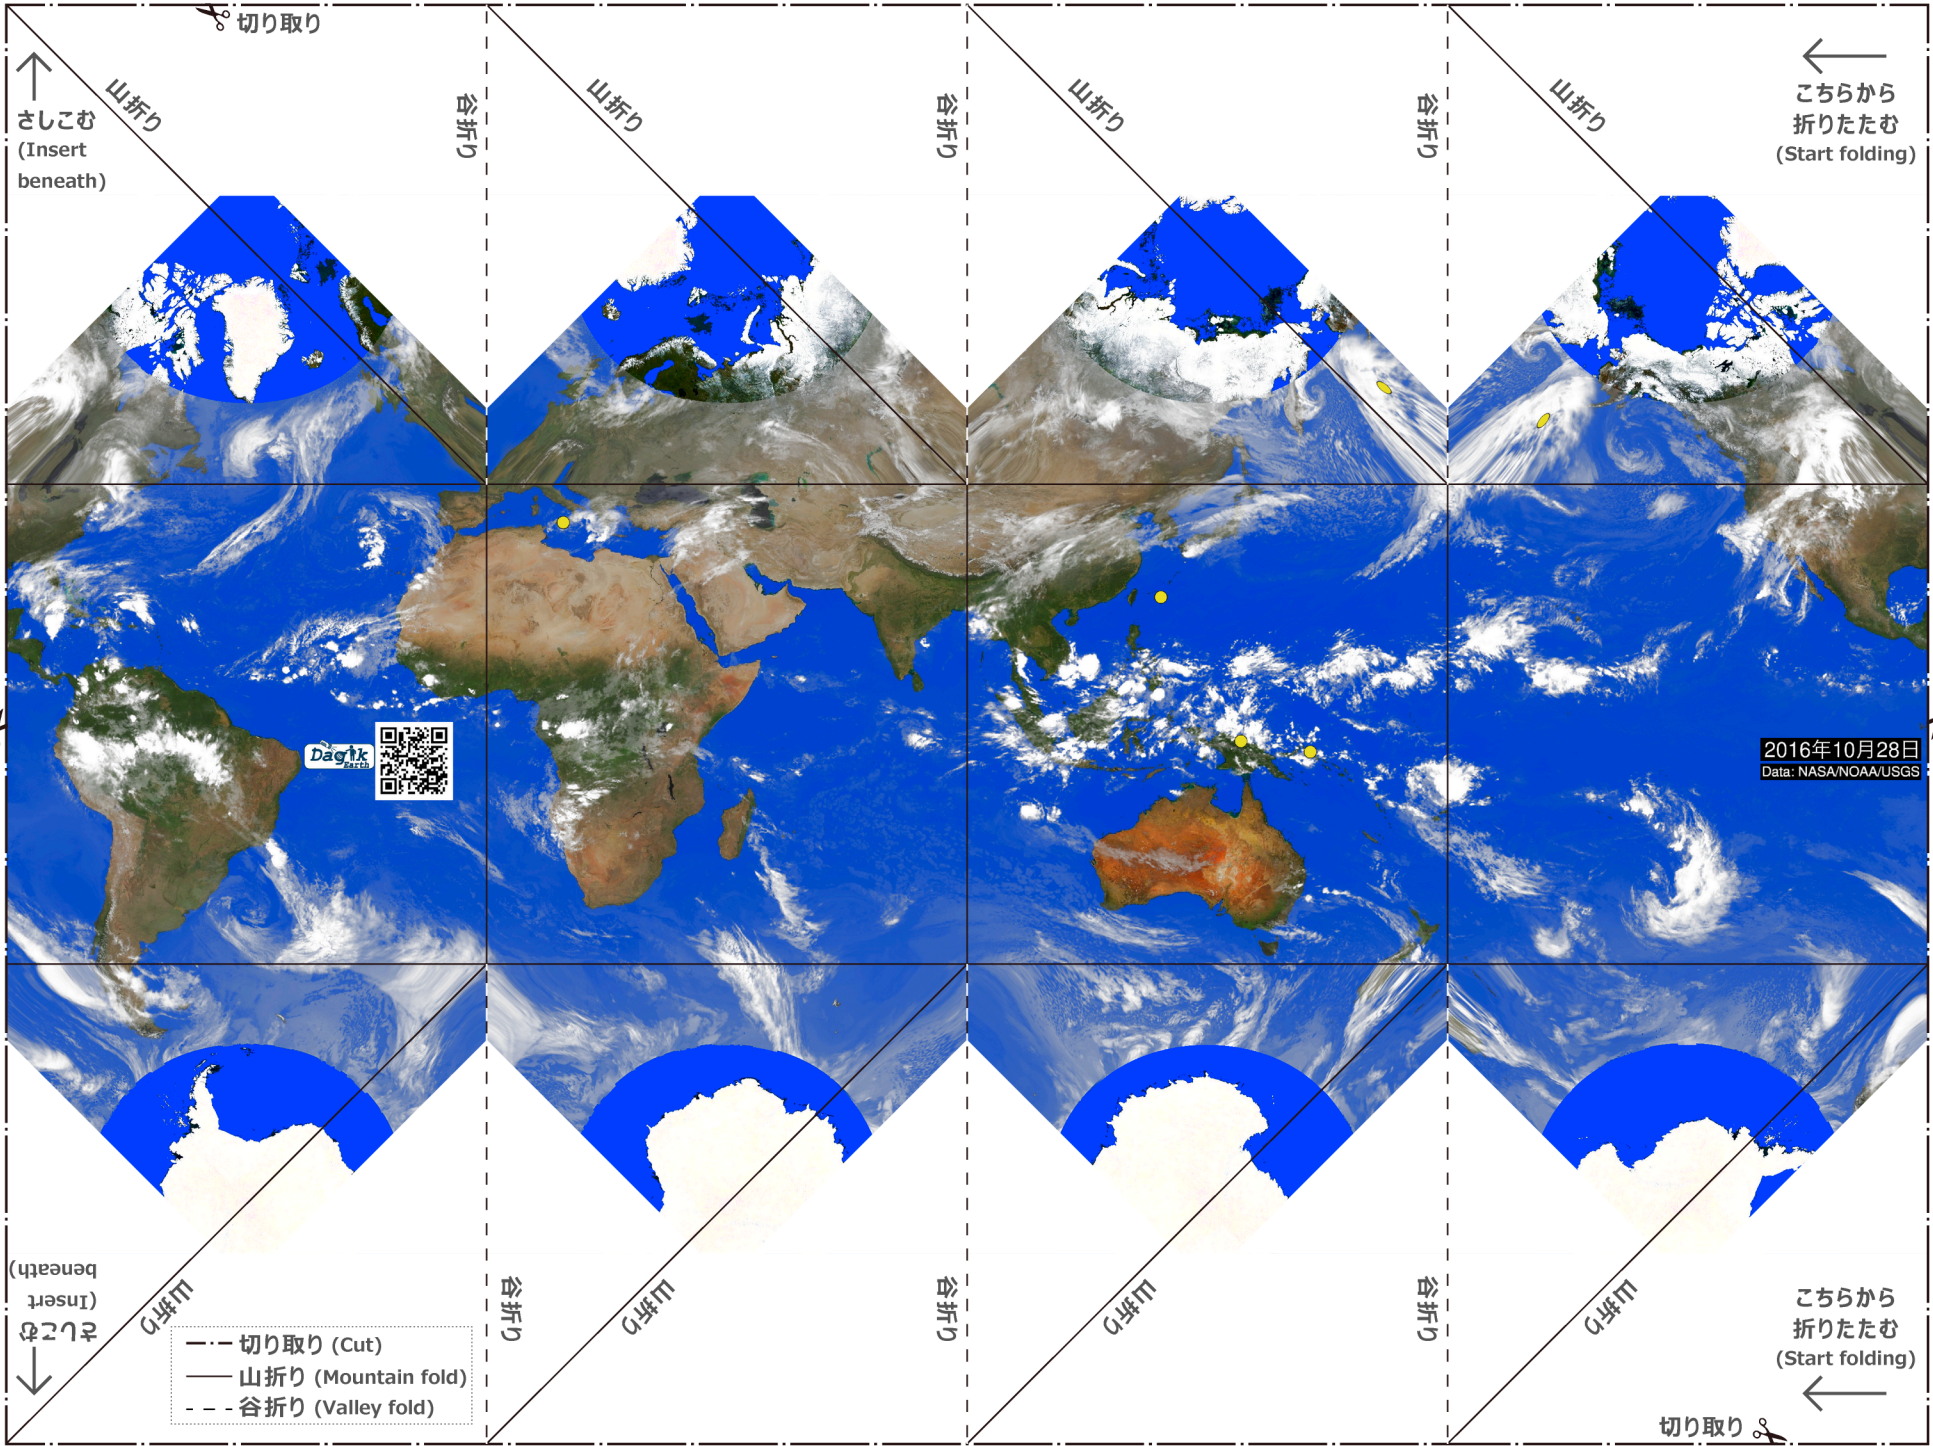 切り取り
山折り
谷折り
山折り
谷折り
山折り
谷折り
山折り
さしこむ
(Insert
beneath)
こちらから
折りたたむ
(Start folding)
Dagik
Earth
2016年10月28日
Data: NASA/NOAA/USGS
さしこむ
(Insert
beneath)
山折り
谷折り
山折り
谷折り
山折り
谷折り
山折り
切り取り (Cut)
山折り (Mountain fold)
谷折り (Valley fold)
こちらから
折りたたむ
(Start folding)
切り取り